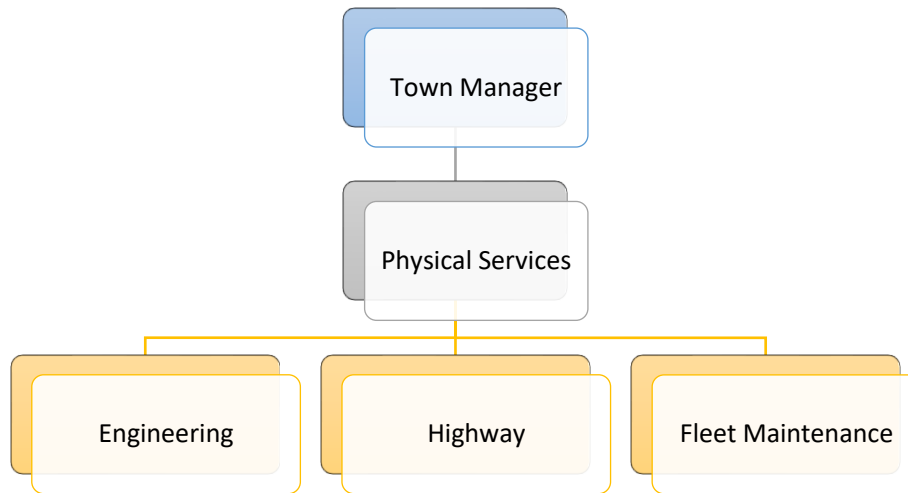 Town Manager
Physical Services
Engineering
Highway
Fleet Maintenance